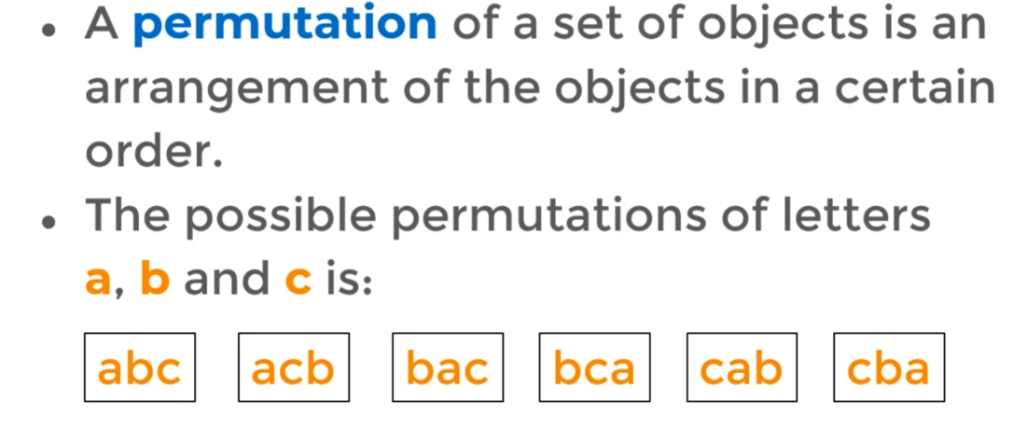 • A permutation of a set of objects is an
arrangement of the objects in a certain
order.
• The possible permutations of letters
a, b and c is:
abc acb bac bca cab cba